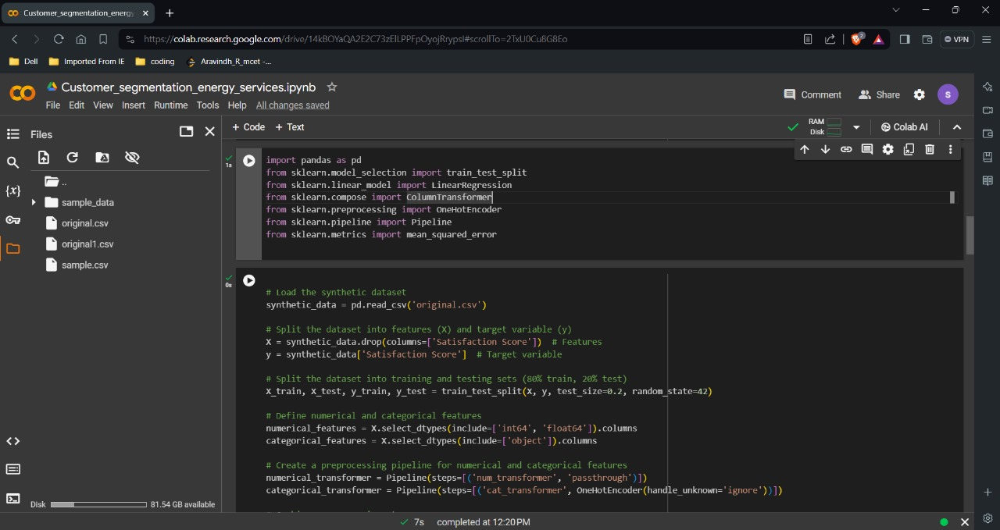 Customer_segmentation_energy
https://colab.research.google.com/drive/14kBOYaQA2E2C73zEILPPFpOyojRrypsl#scrollTo=2TxU0Cu8G8Eo
2
VPN
Dell
Imported From IE
coding
Aravindh_R_mcet -...
Customer_segmentation_energy_services.ipynb
File Edit View Insert Runtime Tools Help All changes saved
Comment
Share
S
Files
+ Code + Text
RAM
Disk
Colab AI
{x}
..
sample_data
original.csv
original1.csv
sample.csv
1s
import pandas as pd
from sklearn.model_selection import train_test_split
from sklearn.linear_model import LinearRegression
from sklearn.compose import ColumnTransformer
from sklearn.preprocessing import OneHotEncoder
from sklearn.pipeline import Pipeline
from sklearn.metrics import mean_squared_error
0s
# Load the synthetic dataset
synthetic_data = pd.read_csv('original.csv')
# Split the dataset into features (X) and target variable (y)
X = synthetic_data.drop(columns=['Satisfaction Score']) # Features
y = synthetic_data['Satisfaction Score'] # Target variable
# Split the dataset into training and testing sets (80% train, 20% test)
X_train, X_test, y_train, y_test = train_test_split(X, y, test_size=0.2, random_state=42)
# Define numerical and categorical features
numerical_features = X.select_dtypes(include=['int64', 'float64']).columns
categorical_features = X.select_dtypes(include=['object']).columns
# Create a preprocessing pipeline for numerical and categorical features
numerical_transformer = Pipeline(steps=[('num_transformer', 'passthrough')])
categorical_transformer = Pipeline(steps=[('cat_transformer', OneHotEncoder(handle_unknown='ignore'))])
Disk
81.54 GB available
7s completed at 12:20 PM